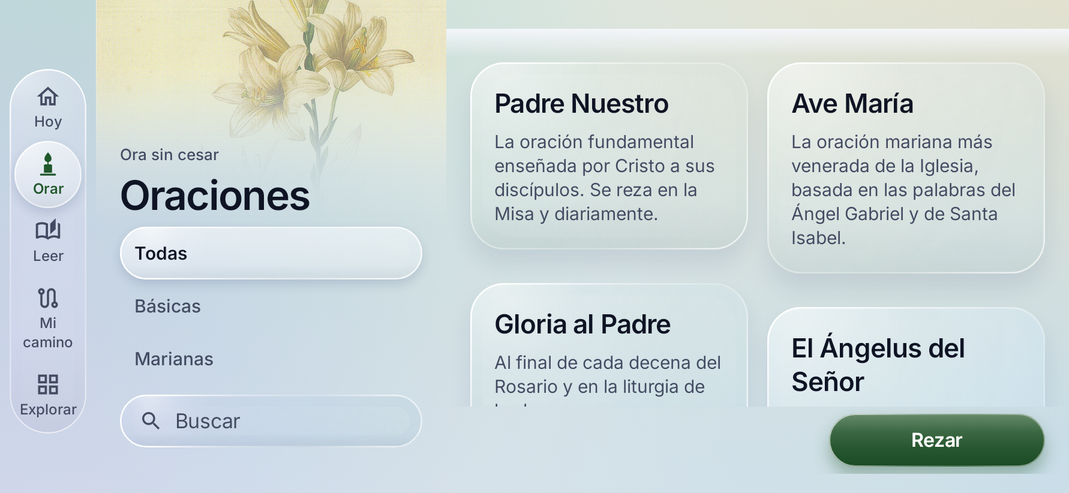 Hoy
Orar
Leer
Mi
camino
Explorar
Ora sin cesar
Oraciones
Todas
Básicas
Marianas
Buscar
Padre Nuestro
La oración fundamental
enseñada por Cristo a sus
discípulos. Se reza en la
Misa y diariamente.
Ave María
La oración mariana más
venerada de la Iglesia,
basada en las palabras del
Ángel Gabriel y de Santa
Isabel.
Gloria al Padre
Al final de cada decena del
Rosario y en la liturgia de
El Ángelus del
Señor
Rezar